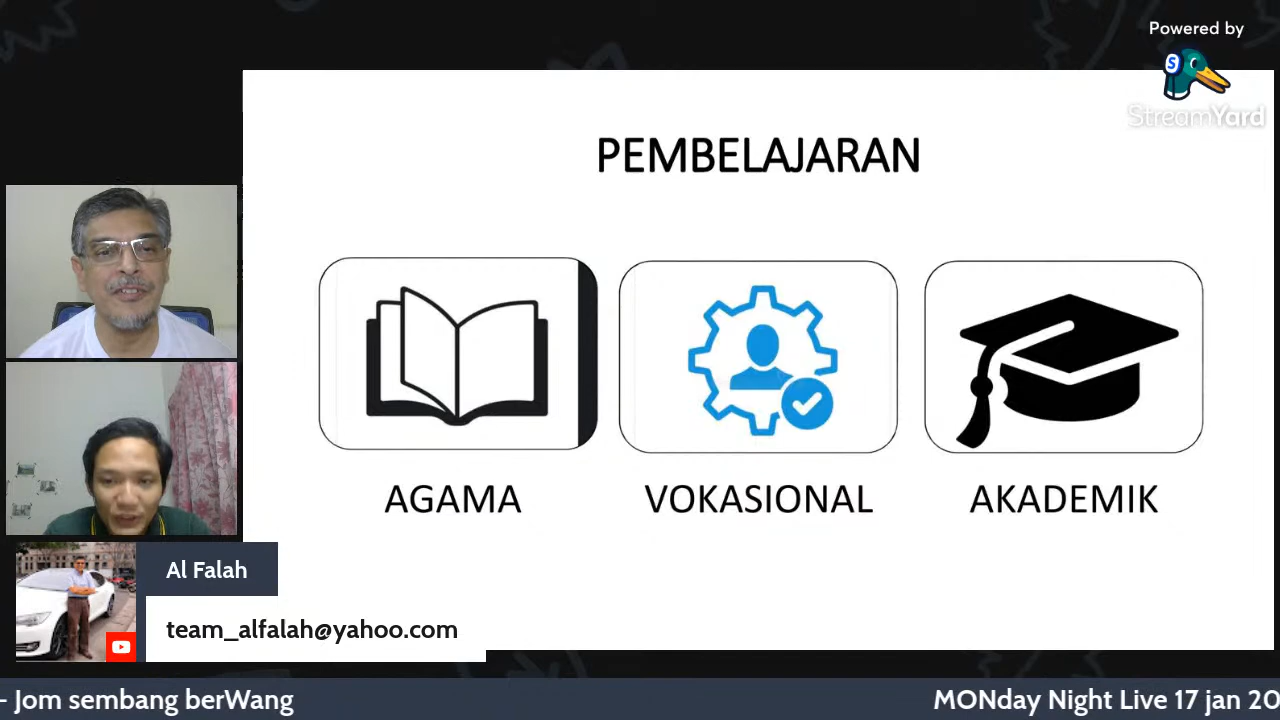 Powered by
S
StreamYard
PEMBELAJARAN
AGAMA
VOKASIONAL
AKADEMIK
Al Falah
team_alfalah@yahoo.com
- Jom sembang berWang
MONday Night Live 17 jan 20